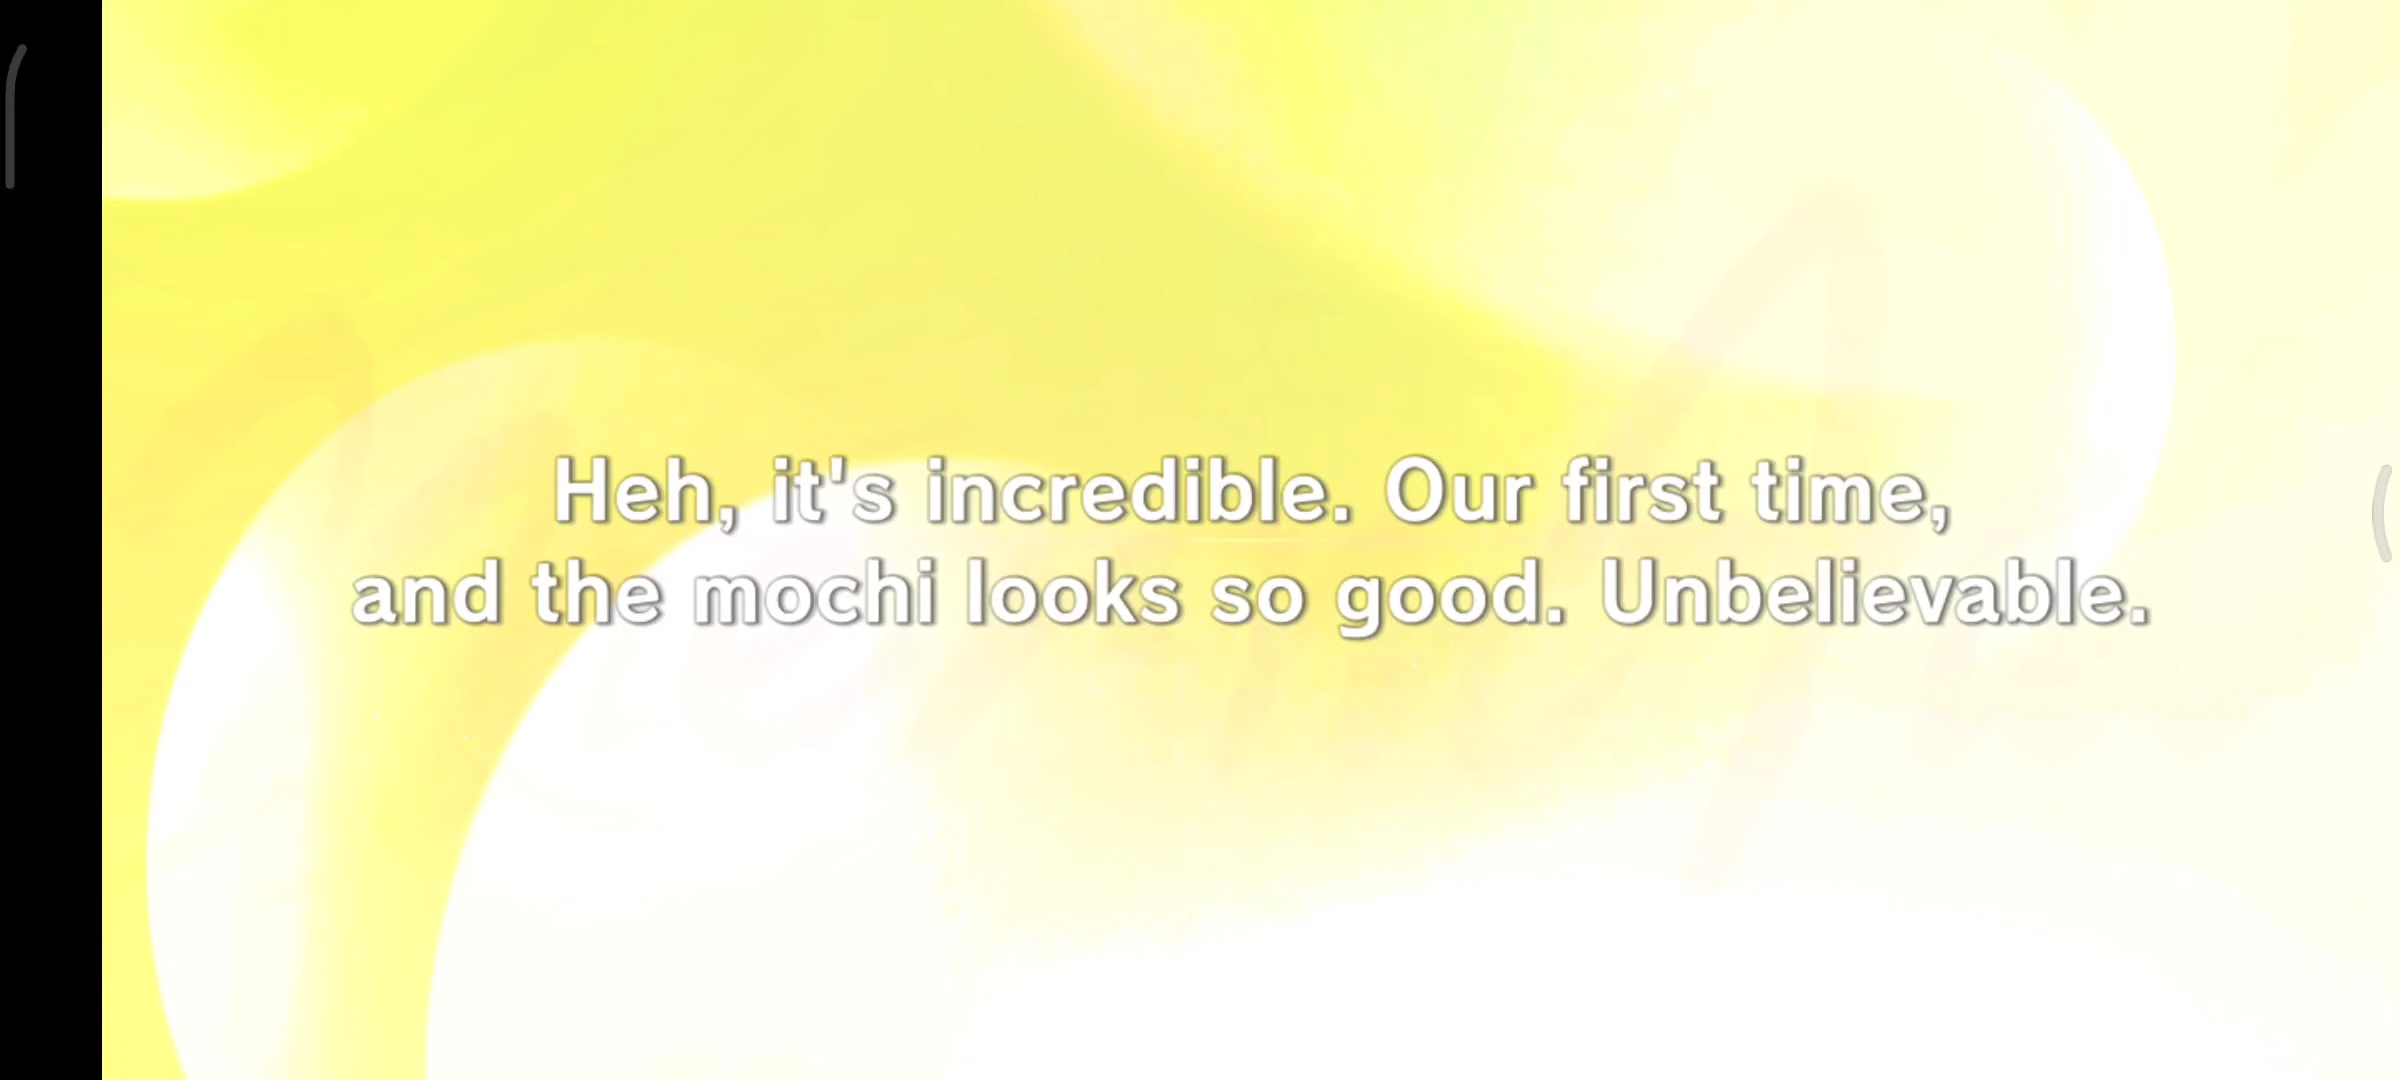 Heh, it's incredible. Our first time,
and the mochi looks so good. Unbelievable.